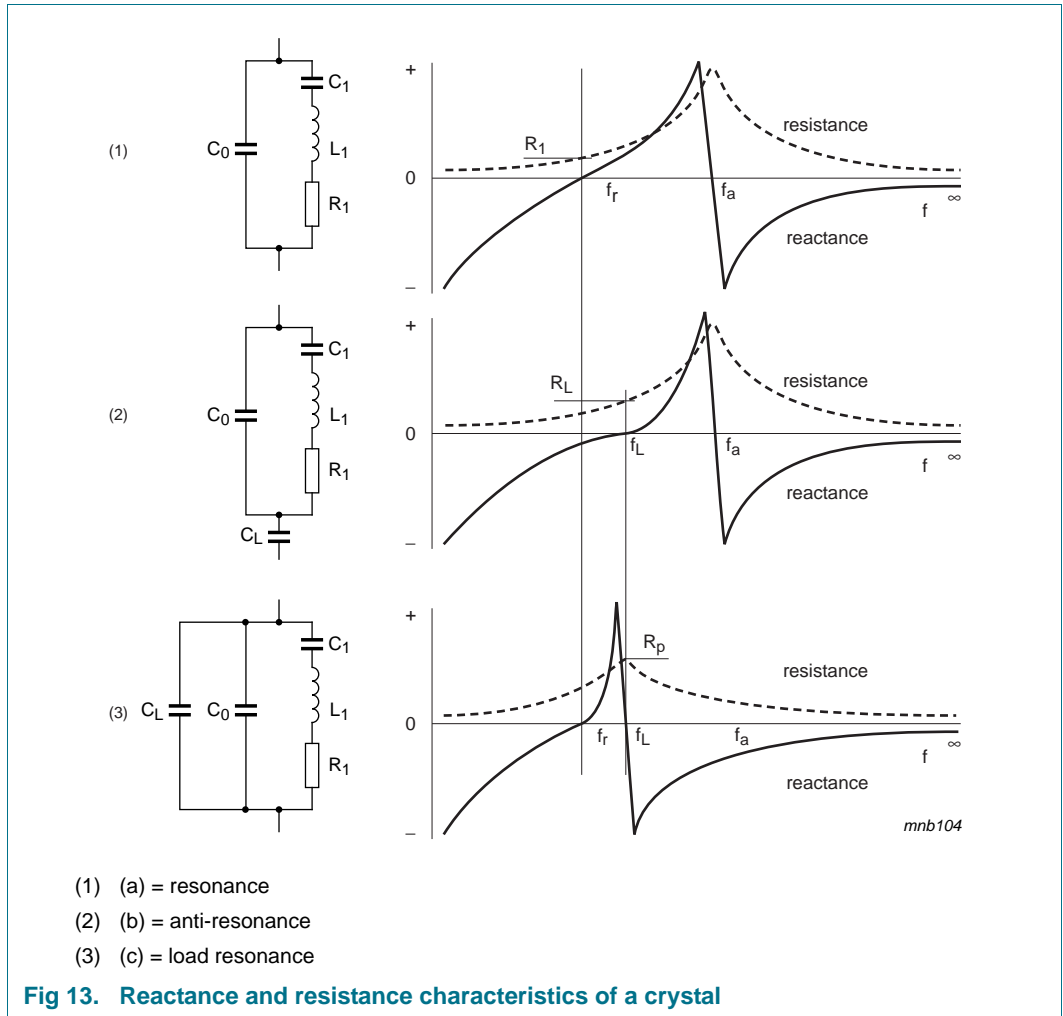 +
C1
(1)
C0
L1
R1
R1
0
fr
fa
resistance
f
∞
reactance
−
+
C1
(2)
C0
L1
R1
CL
RL
0
fL
fa
resistance
f
∞
reactance
−
+
C1
(3)
CL
C0
L1
R1
Rp
0
fr
fL
fa
resistance
f
∞
reactance
−
mnb104
(1) (a) = resonance
(2) (b) = anti-resonance
(3) (c) = load resonance
Fig 13. Reactance and resistance characteristics of a crystal